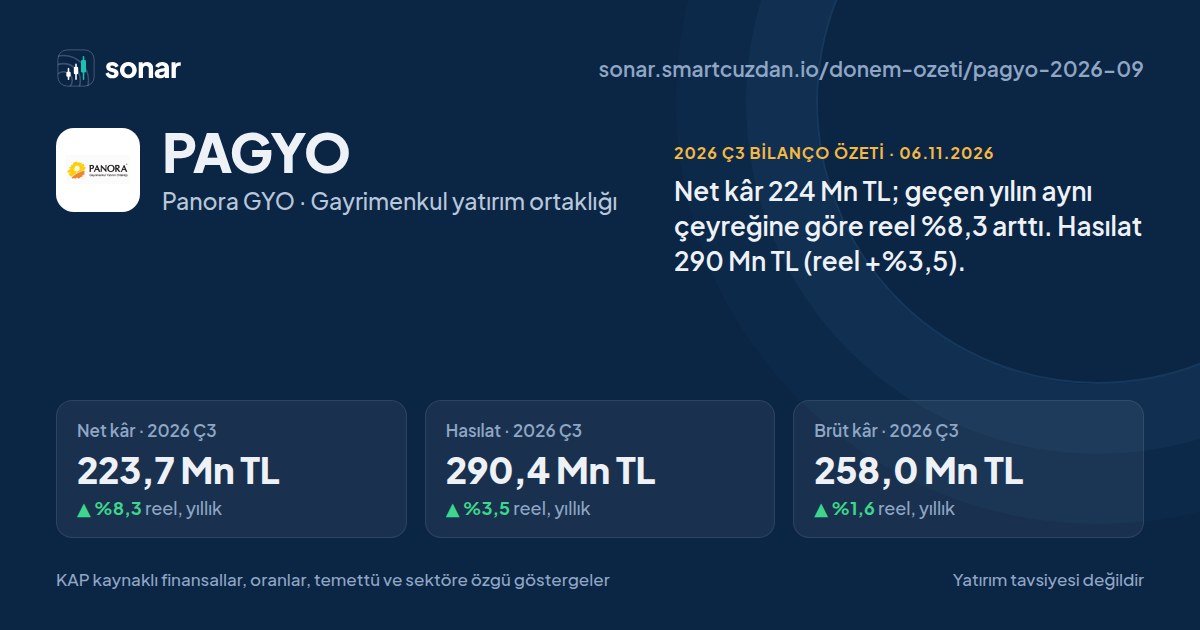 sonar
sonar.smartcuzdan.io/donem-ozeti/pagyo-2026-09
PANORA
PAGYO
Panora GYO · Gayrimenkul yatırım ortaklığı
2026 Ç3 BİLANÇO ÖZETİ · 06.11.2026
Net kâr 224 Mn TL; geçen yılın aynı
çeyreğine göre reel %8,3 arttı. Hasılat
290 Mn TL (reel +%3,5).
Net kâr · 2026 Ç3
223,7 Mn TL
▲ %8,3 reel, yıllık
Hasılat · 2026 Ç3
290,4 Mn TL
▲ %3,5 reel, yıllık
Brüt kâr · 2026 Ç3
258,0 Mn TL
▲ %1,6 reel, yıllık
KAP kaynaklı finansallar, oranlar, temettü ve sektöre özgü göstergeler
Yatırım tavsiyesi değildir